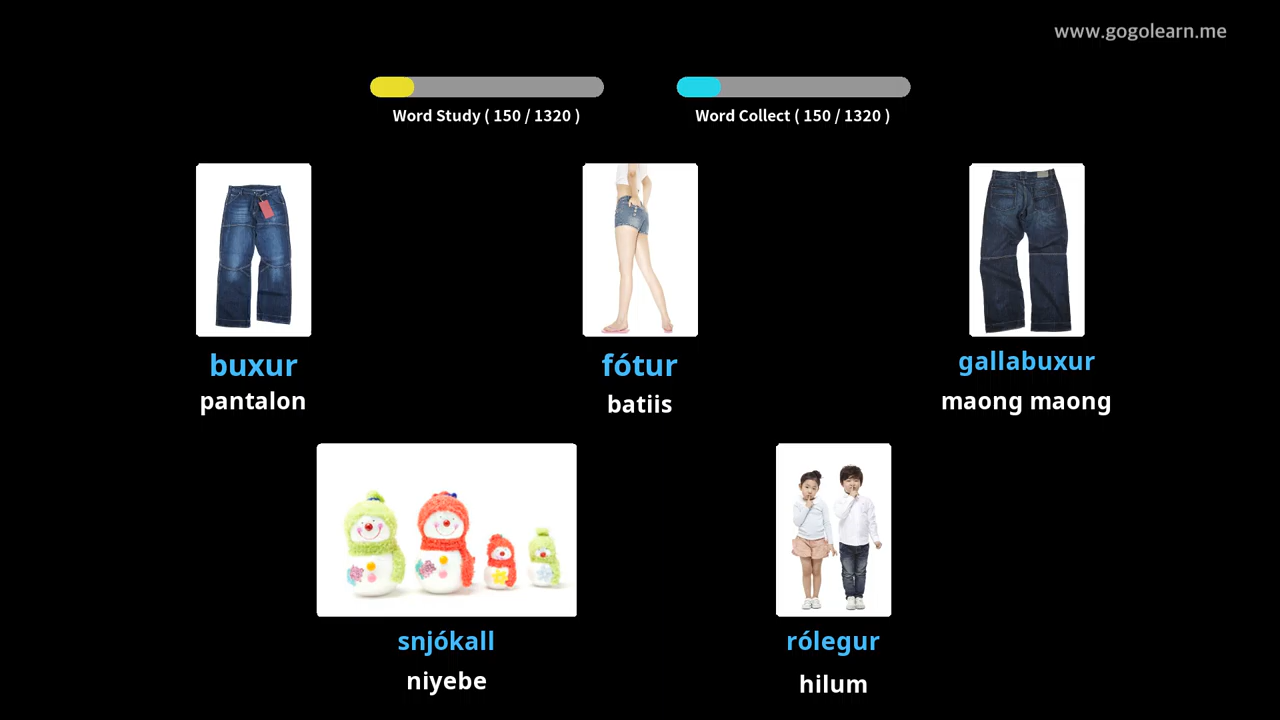 www.gogolearn.me
Word Study ( 150 / 1320 )
Word Collect ( 150 / 1320 )
buxur
pantalon
fótur
batiis
gallabuxur
maong maong
snjókall
niyebe
rólegur
hilum